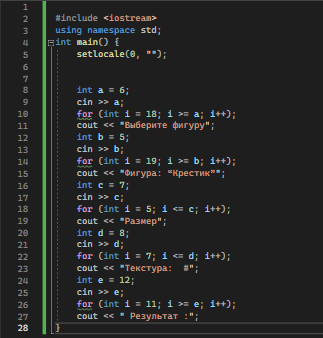 1
2 #include <iostream>
3 using namespace std;
4 int main() {
5 setlocale(0, "");
6
7
8 int a = 6;
9 cin >> a;
10 for (int i = 18; i >= a; i++);
11 cout << "Выберите фигуру";
12 int b = 5;
13 cin >> b;
14 for (int i = 19; i >= b; i++);
15 cout << "Фигура: “Крестик”";
16 int c = 7;
17 cin >> c;
18 for (int i = 5; i <= c; i++);
19 cout << "Размер";
20 int d = 8;
21 cin >> d;
22 for (int i = 7; i <= d; i++);
23 cout << "Текстура:  #";
24 int e = 12;
25 cin >> e;
26 for (int i = 11; i >= e; i++);
27 cout << " Результат :";
28 }